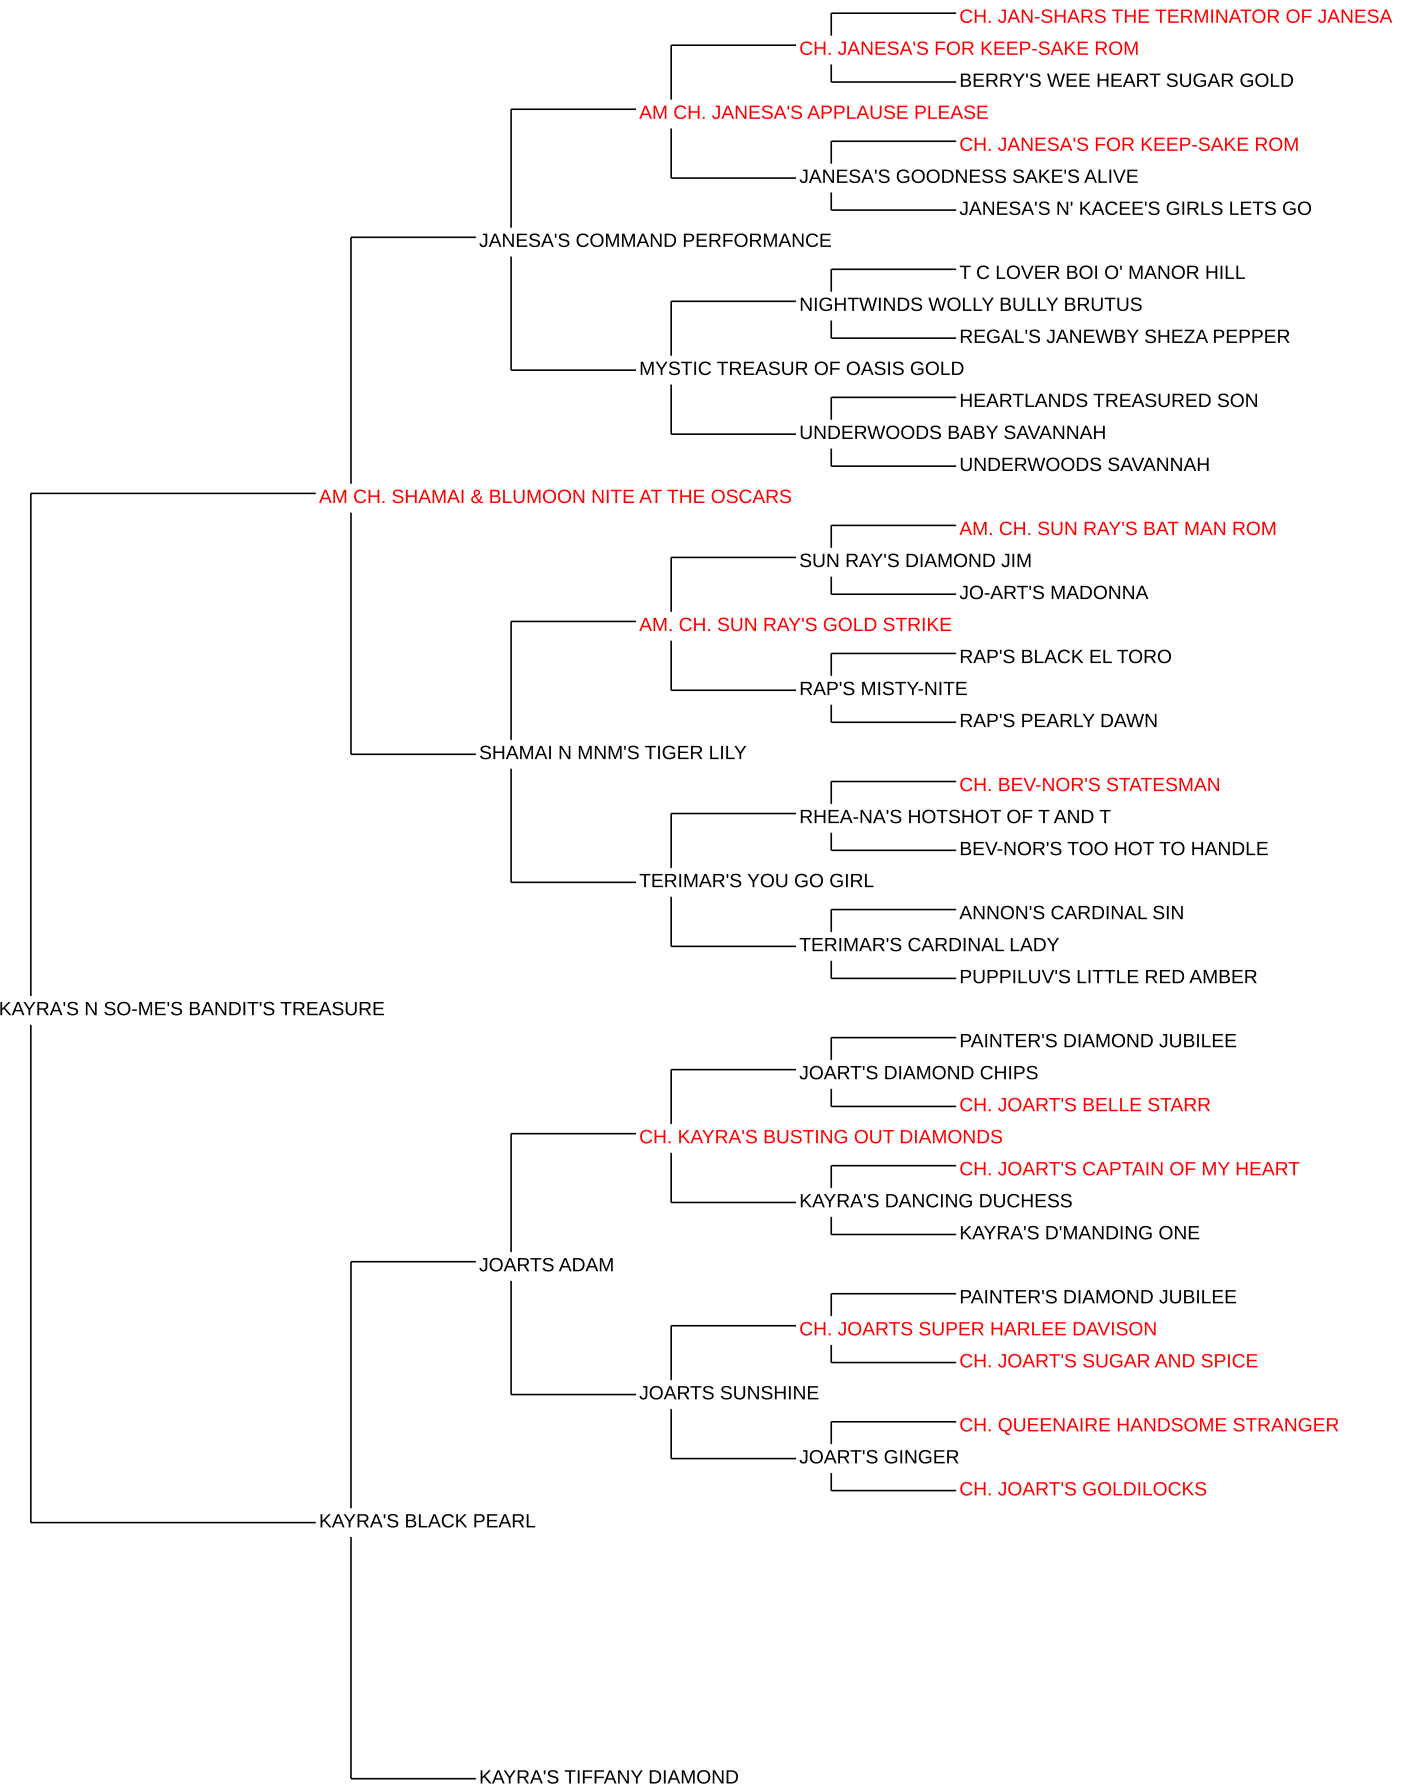 CH. JAN-SHARS THE TERMINATOR OF JANESA
CH. JANESA'S FOR KEEP-SAKE ROM
BERRY'S WEE HEART SUGAR GOLD
AM CH. JANESA'S APPLAUSE PLEASE
CH. JANESA'S FOR KEEP-SAKE ROM
JANESA'S GOODNESS SAKE'S ALIVE
JANESA'S N' KACEE'S GIRLS LETS GO
JANESA'S COMMAND PERFORMANCE
T C LOVER BOI O' MANOR HILL
NIGHTWINDS WOLLY BULLY BRUTUS
REGAL'S JANEWBY SHEZA PEPPER
MYSTIC TREASUR OF OASIS GOLD
HEARTLANDS TREASURED SON
UNDERWOODS BABY SAVANNAH
UNDERWOODS SAVANNAH
AM CH. SHAMAI & BLUMOON NITE AT THE OSCARS
AM. CH. SUN RAY'S BAT MAN ROM
SUN RAY'S DIAMOND JIM
JO-ART'S MADONNA
AM. CH. SUN RAY'S GOLD STRIKE
RAP'S BLACK EL TORO
RAP'S MISTY-NITE
RAP'S PEARLY DAWN
SHAMAI N MNM'S TIGER LILY
CH. BEV-NOR'S STATESMAN
RHEA-NA'S HOTSHOT OF T AND T
BEV-NOR'S TOO HOT TO HANDLE
TERIMAR'S YOU GO GIRL
ANNON'S CARDINAL SIN
TERIMAR'S CARDINAL LADY
PUPPILUV'S LITTLE RED AMBER
KAYRA'S N SO-ME'S BANDIT'S TREASURE
PAINTER'S DIAMOND JUBILEE
JOART'S DIAMOND CHIPS
CH. JOART'S BELLE STARR
CH. KAYRA'S BUSTING OUT DIAMONDS
CH. JOART'S CAPTAIN OF MY HEART
KAYRA'S DANCING DUCHESS
KAYRA'S D'MANDING ONE
JOARTS ADAM
PAINTER'S DIAMOND JUBILEE
CH. JOARTS SUPER HARLEE DAVISON
CH. JOART'S SUGAR AND SPICE
JOARTS SUNSHINE
CH. QUEENAIRE HANDSOME STRANGER
JOART'S GINGER
CH. JOART'S GOLDILOCKS
KAYRA'S BLACK PEARL
KAYRA'S TIFFANY DIAMOND